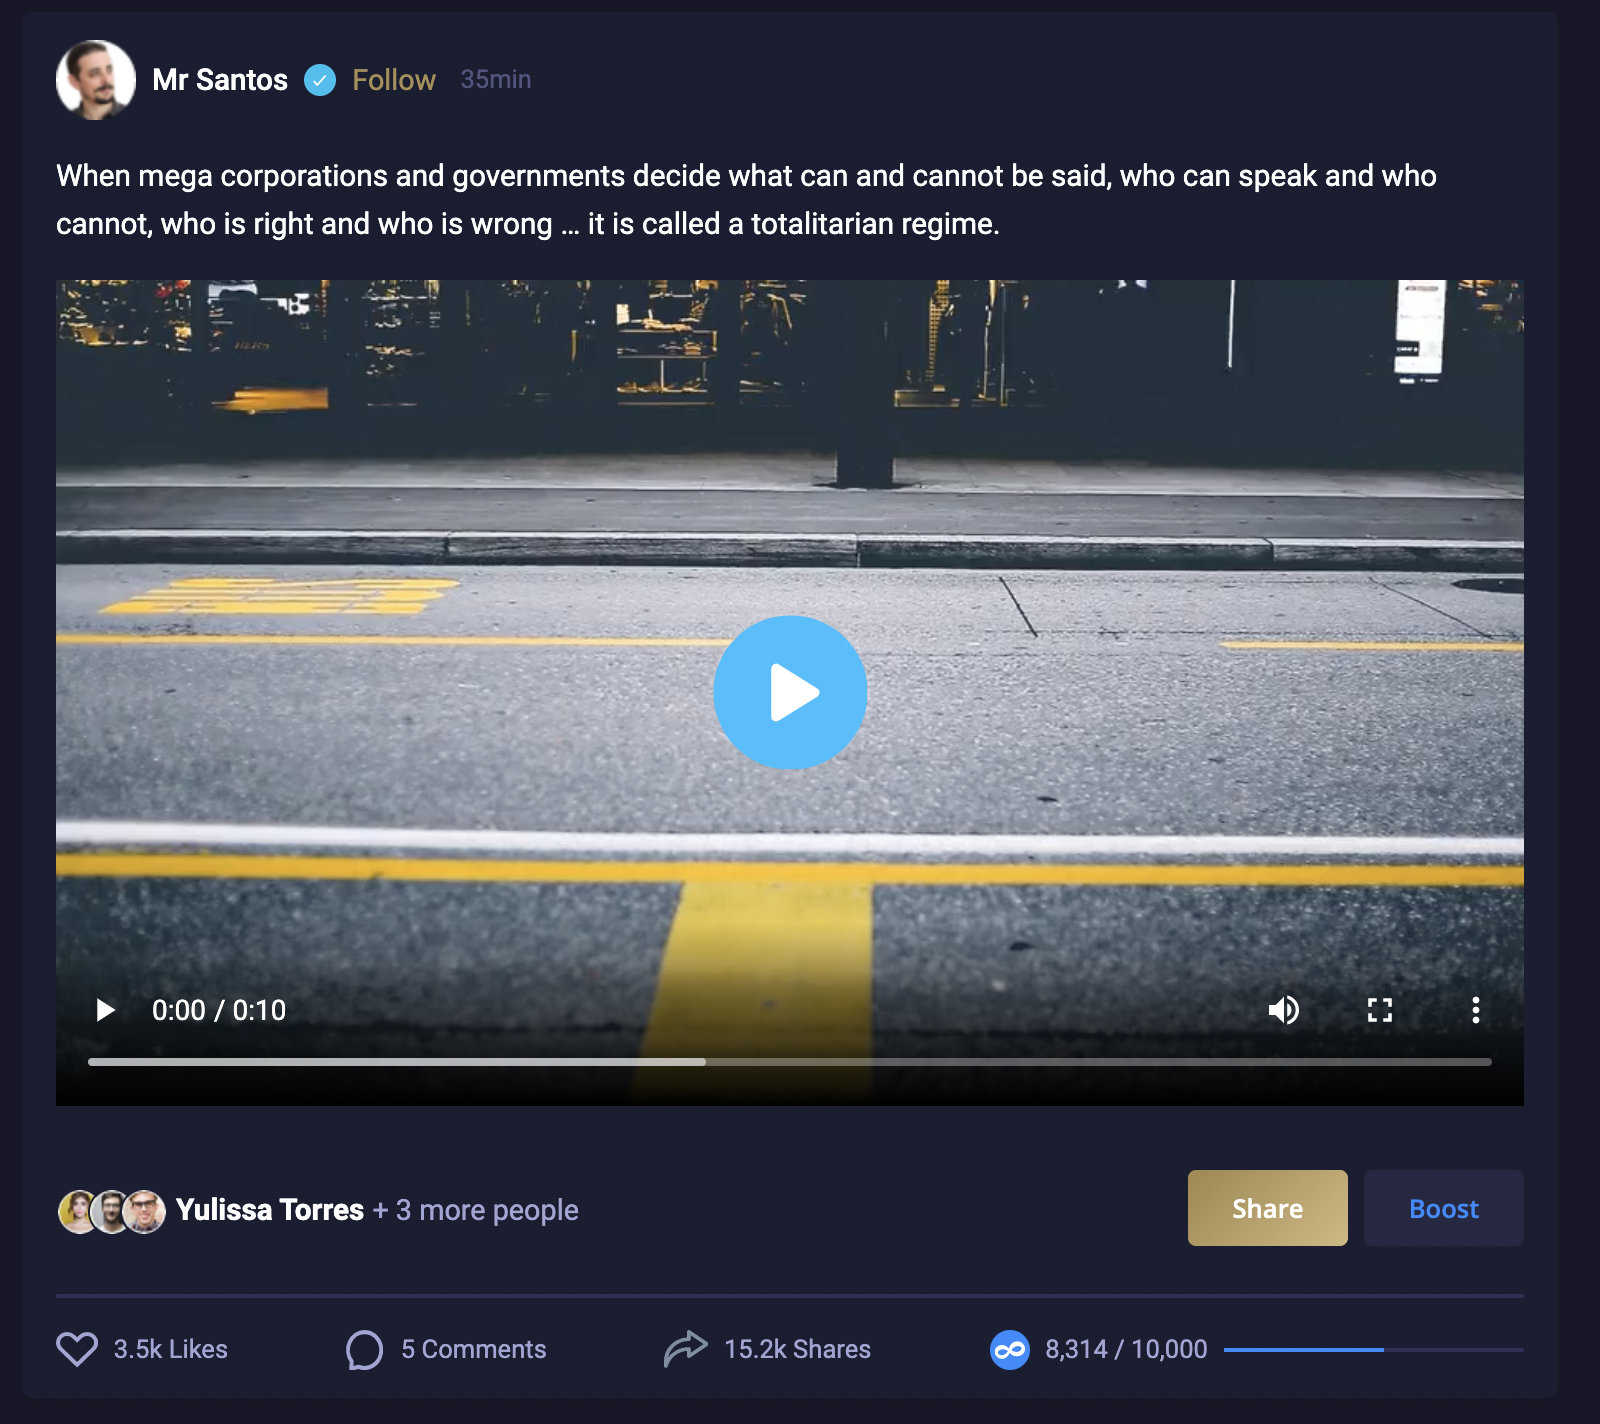 Mr Santos Follow 35min
When mega corporations and governments decide what can and cannot be said, who can speak and who
cannot, who is right and who is wrong ... it is called a totalitarian regime.
0:00 / 0:10
Yulissa Torres + 3 more people
Share
Boost
3.5k Likes
5 Comments
15.2k Shares
8,314 / 10,000